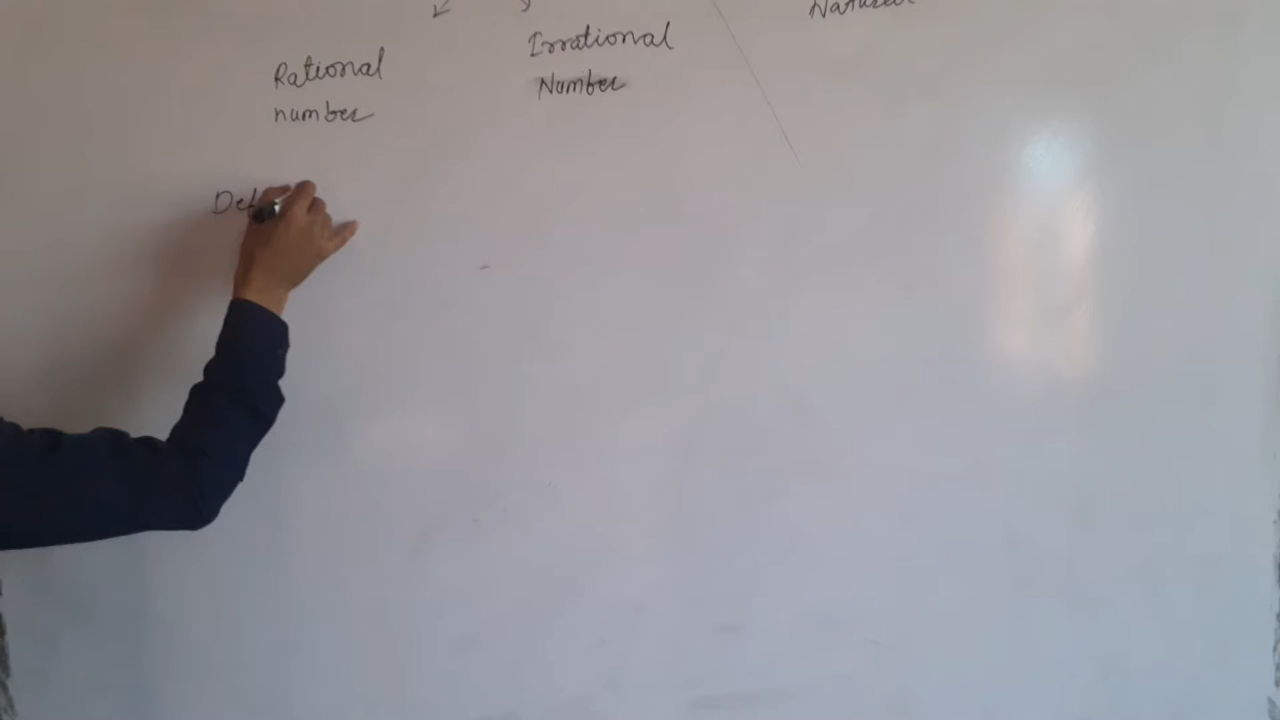 Natural
Irrational
Number
Rational
number
Def